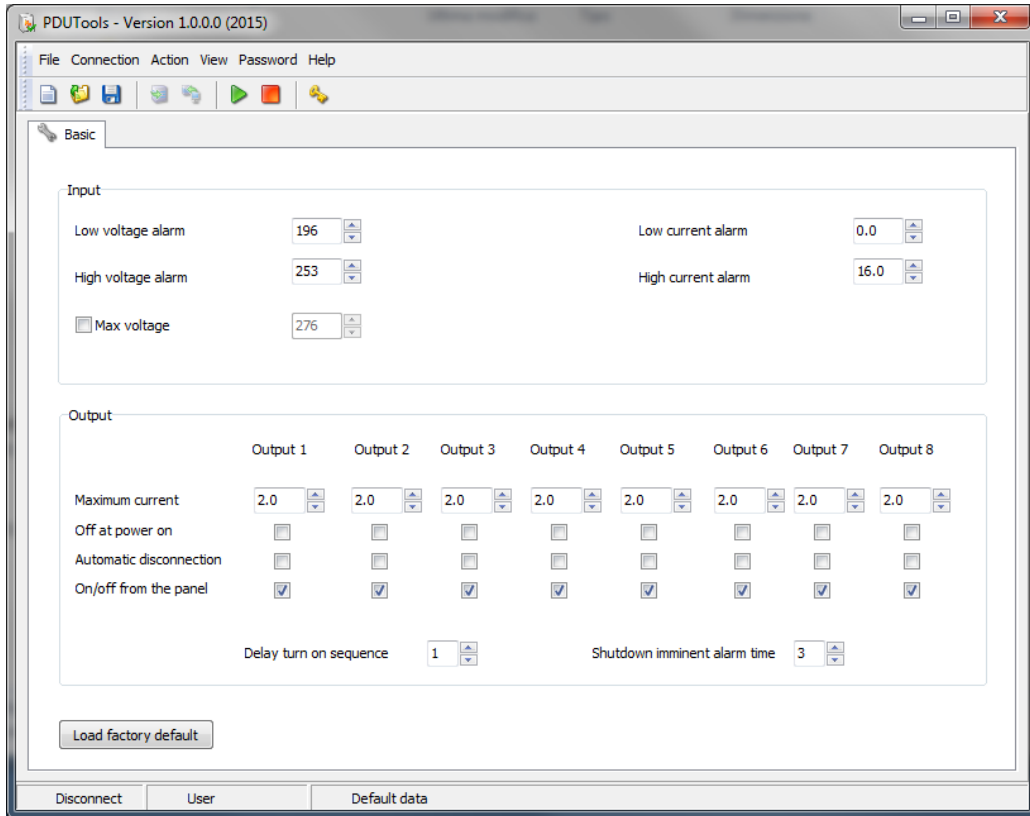 PDUTools - Version 1.0.0.0 (2015)
File Connection Action View Password Help
Basic
Input
Low voltage alarm 196 Low current alarm 0.0
High voltage alarm 253 High current alarm 16.0
Max voltage 276
Output
Output 1 Output 2 Output 3 Output 4 Output 5 Output 6 Output 7 Output 8
Maximum current 2.0 2.0 2.0 2.0 2.0 2.0 2.0 2.0
Off at power on
Automatic disconnection
On/off from the panel
Delay turn on sequence 1 Shutdown imminent alarm time 3
Load factory default
Disconnect User Default data